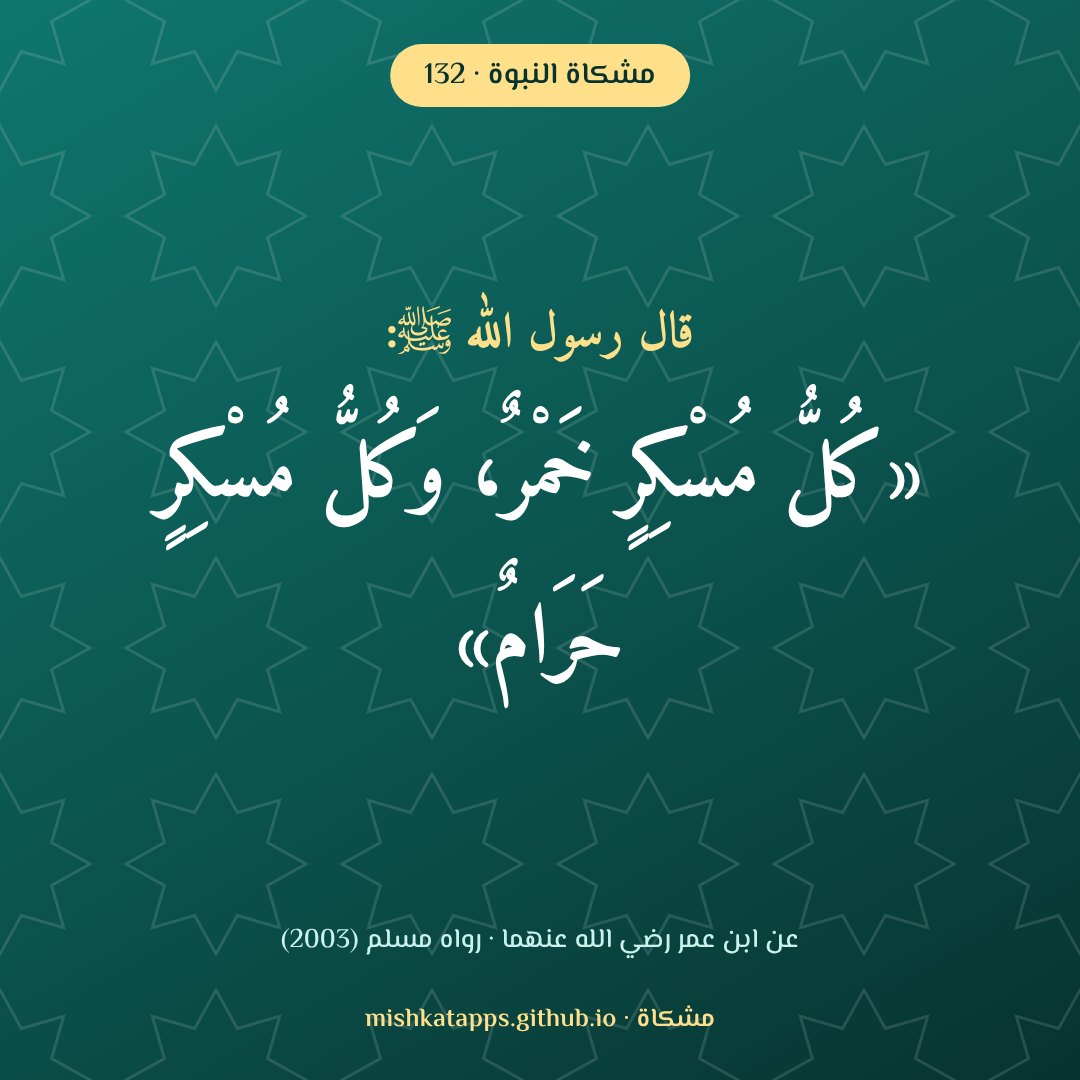 مشكاة النبوة · 132
قال رسول الله ﷺ:
«كُلُّ مُسْكِرٍ خَمْرٌ، وَكُلُّ مُسْكِرٍ
حَرَامٌ»
عن ابن عمر رضي الله عنهما · رواه مسلم (2003)
مشكاة · mishkatapps.github.io